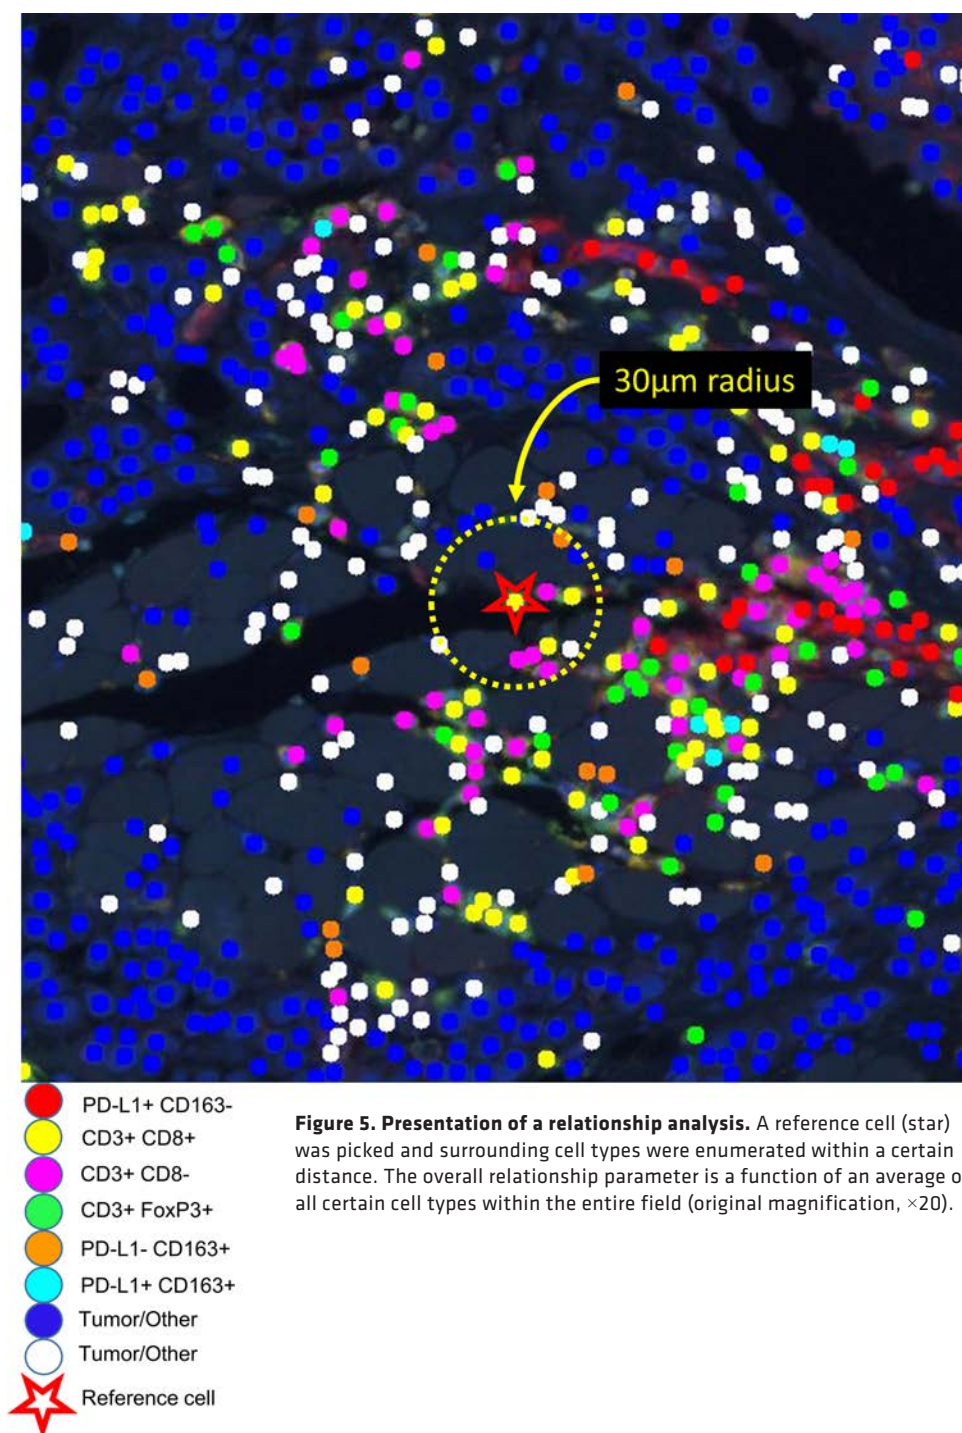 30µm radius
PD-L1+ CD163-
CD3+ CD8+
CD3+ CD8-
CD3+ FoxP3+
PD-L1- CD163+
PD-L1+ CD163+
Tumor/Other
Tumor/Other
Reference cell
Figure 5. Presentation of a relationship analysis. A reference cell (star)
was picked and surrounding cell types were enumerated within a certain
distance. The overall relationship parameter is a function of an average o
all certain cell types within the entire field (original magnification, ×20).